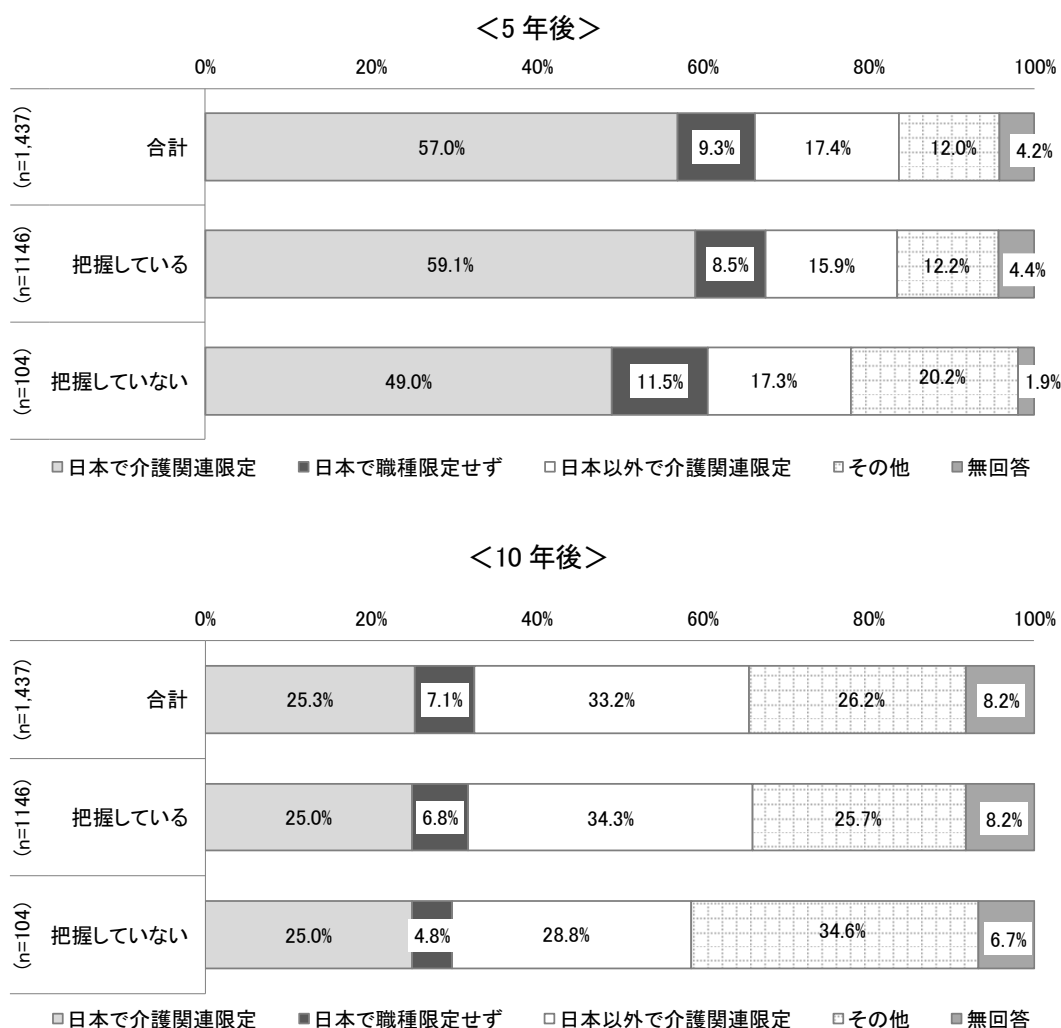 ＜5 年後＞
0% 20% 40% 60% 80% 100%
(n=1,437) 合計 57.0% 9.3% 17.4% 12.0% 4.2%
(n=1146) 把握している 59.1% 8.5% 15.9% 12.2% 4.4%
(n=104) 把握していない 49.0% 11.5% 17.3% 20.2% 1.9%
日本で介護関連限定 日本で職種限定せず 日本以外で介護関連限定 その他 無回答
＜10 年後＞
0% 20% 40% 60% 80% 100%
(n=1,437) 合計 25.3% 7.1% 33.2% 26.2% 8.2%
(n=1146) 把握している 25.0% 6.8% 34.3% 25.7% 8.2%
(n=104) 把握していない 25.0% 4.8% 28.8% 34.6% 6.7%
日本で介護関連限定 日本で職種限定せず 日本以外で介護関連限定 その他 無回答